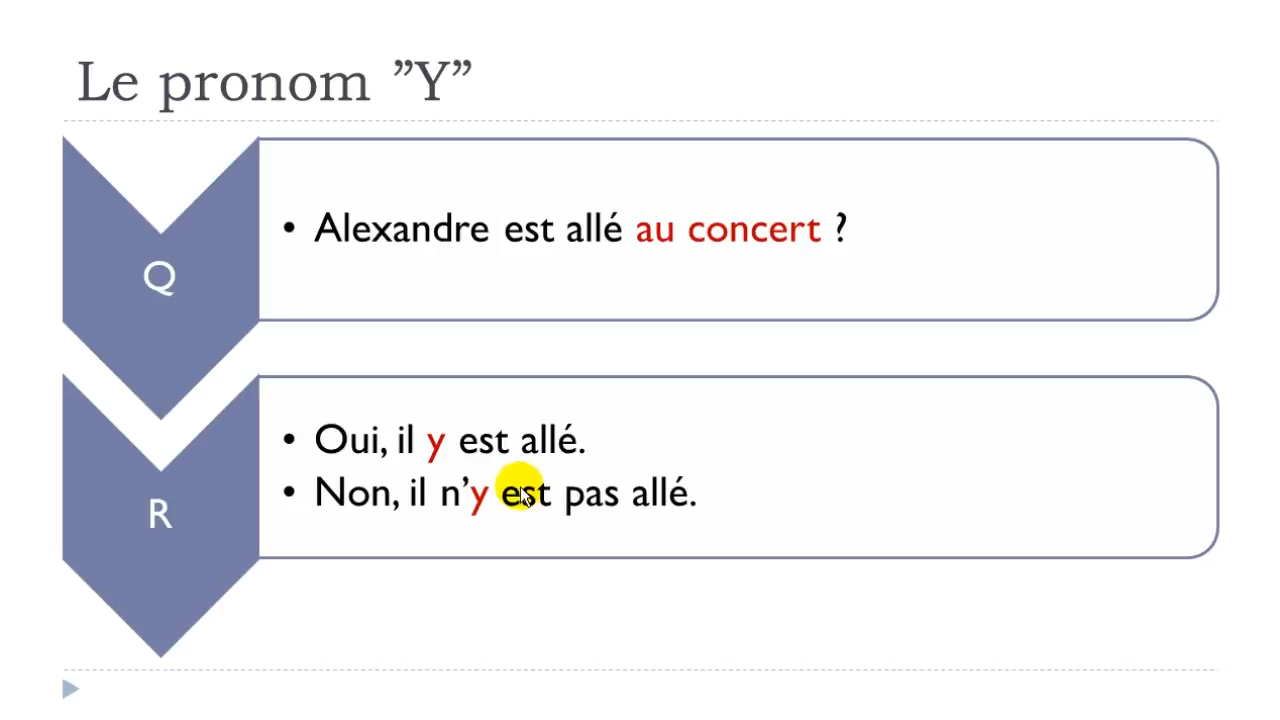 Le pronom ”Y”
Q
• Alexandre est allé au concert ?
R
• Oui, il y est allé.
• Non, il n’y est pas allé.